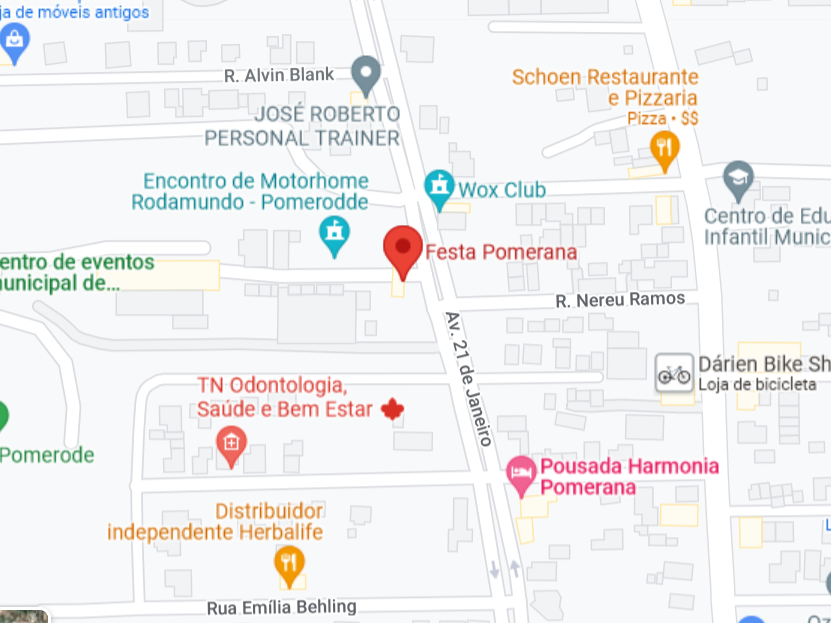 ja de móveis antigos
R. Alvin Blank
Schoen Restaurante
e Pizzaria
Pizza • $$
JOSÉ ROBERTO
PERSONAL TRAINER
Encontro de Motorhome
Rodamundo - Pomerodde
Wox Club
Centro de Edu
Infantil Munic
entro de eventos
unicipal de...
Festa Pomerana
R. Nereu Ramos
Av. 21 de Janeiro
Dárien Bike Sh
Loja de bicicleta
TN Odontologia,
Saúde e Bem Estar
Pomerode
Pousada Harmonia
Pomerana
Distribuidor
independente Herbalife
Rua Emília Behling